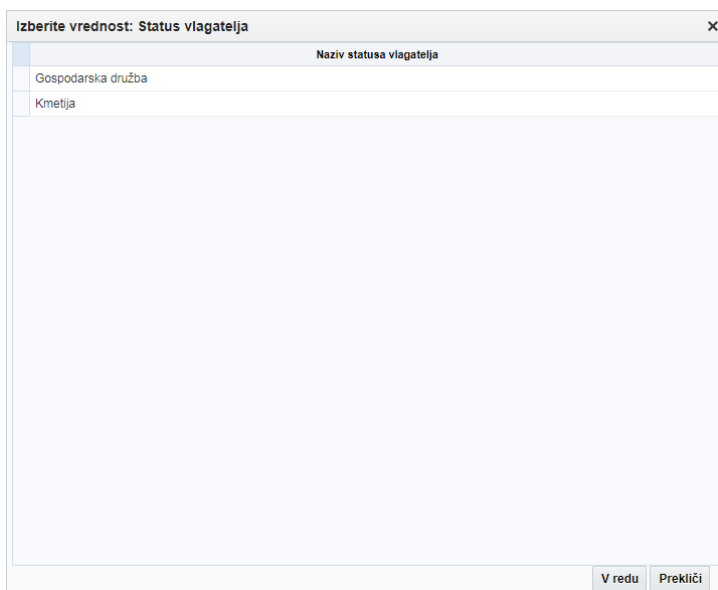 Izberite vrednost: Status vlagatelja
Naziv statusa vlagatelja
Gospodarska družba
Kmetija
V redu Prekliči